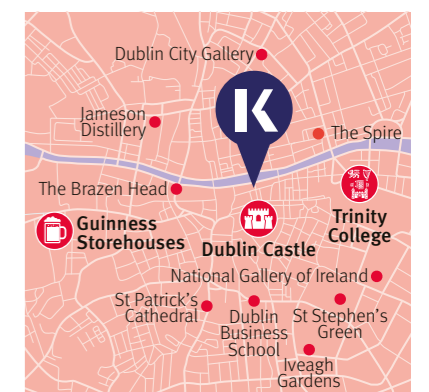 Dublin City Gallery
K
Jameson
Distillery
The Spire
The Brazen Head
Guinness
Storehouses
Dublin Castle
Trinity
College
National Gallery of Ireland
St Patrick's
Cathedral
Dublin
Business
School
St Stephen's
Green
Iveagh
Gardens